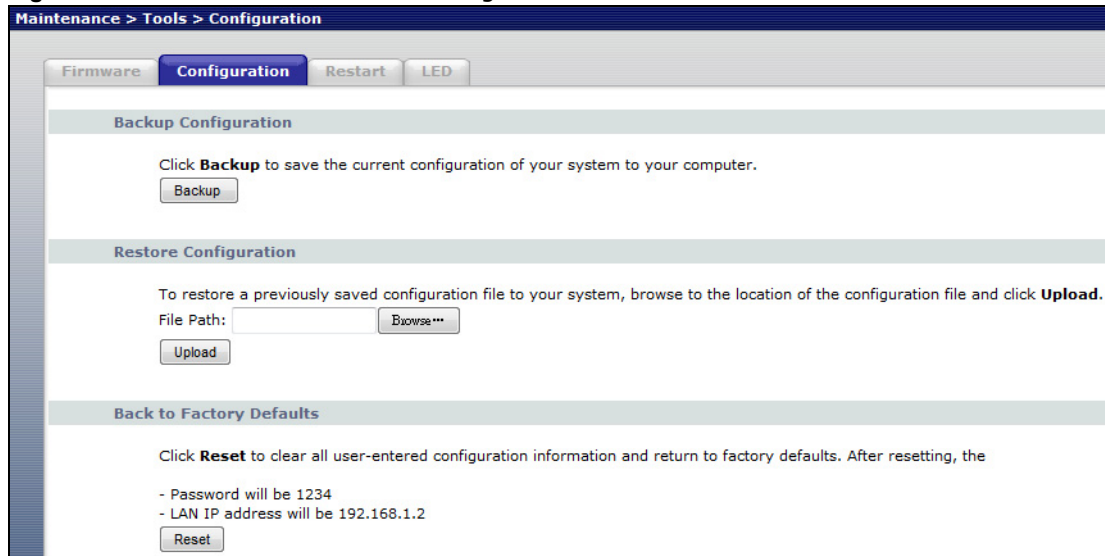 Maintenance > Tools > Configuration
Firmware Configuration Restart LED
Backup Configuration
Click Backup to save the current configuration of your system to your computer.
Backup
Restore Configuration
To restore a previously saved configuration file to your system, browse to the location of the configuration file and click Upload.
File Path: Browse...
Upload
Back to Factory Defaults
Click Reset to clear all user-entered configuration information and return to factory defaults. After resetting, the
- Password will be 1234
- LAN IP address will be 192.168.1.2
Reset